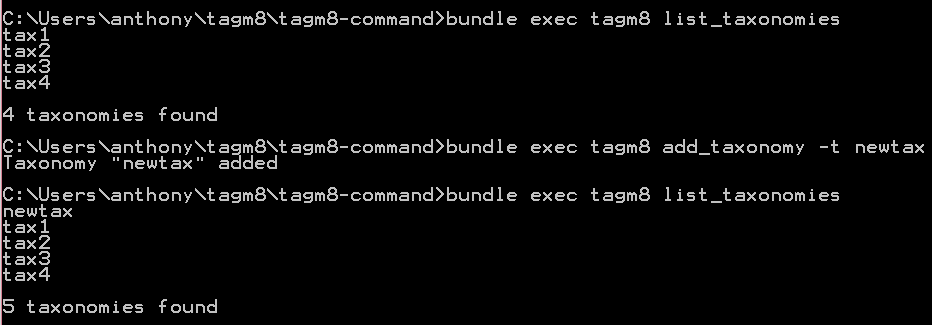 C:\Users\anthony\tagm8\tagm8-command>bundle exec tagm8 list_taxonomies
tax1
tax2
tax3
tax4
4 taxonomies found
C:\Users\anthony\tagm8\tagm8-command>bundle exec tagm8 add_taxonomy -t newtax
Taxonomy "newtax" added
C:\Users\anthony\tagm8\tagm8-command>bundle exec tagm8 list_taxonomies
newtax
tax1
tax2
tax3
tax4
5 taxonomies found